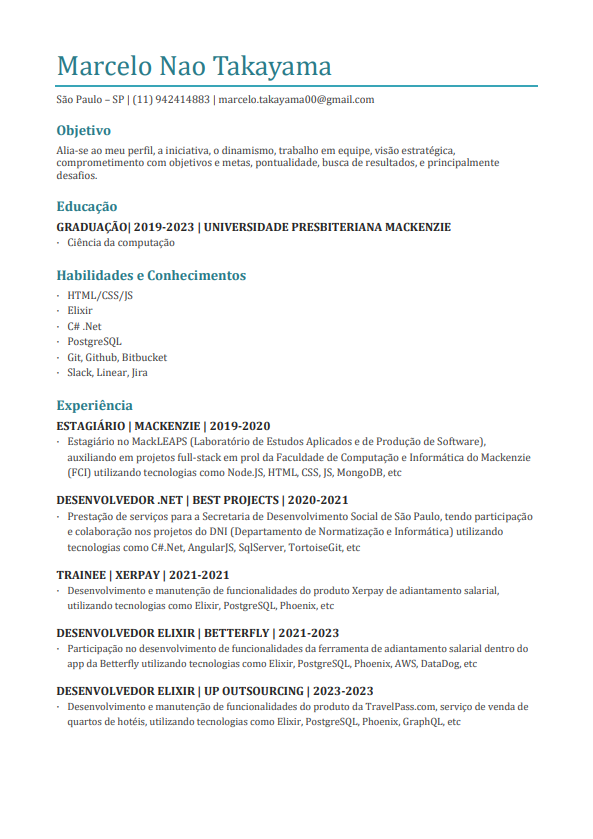 Marcelo Nao Takayama
São Paulo – SP | (11) 942414883 | marcelo.takayama00@gmail.com
Objetivo
Alia-se ao meu perfil, a iniciativa, o dinamismo, trabalho em equipe, visão estratégica,
comprometimento com objetivos e metas, pontualidade, busca de resultados, e principalmente
desafios.
Educação
GRADUAÇÃO| 2019-2023 | UNIVERSIDADE PRESBITERIANA MACKENZIE
· Ciência da computação
Habilidades e Conhecimentos
· HTML/CSS/JS
· Elixir
· C# .Net
· PostgreSQL
· Git, Github, Bitbucket
· Slack, Linear, Jira
Experiência
ESTAGIÁRIO | MACKENZIE | 2019-2020
· Estagiário no MackLEAPS (Laboratório de Estudos Aplicados e de Produção de Software),
auxiliando em projetos full-stack em prol da Faculdade de Computação e Informática do Mackenzie
(FCI) utilizando tecnologias como Node.JS, HTML, CSS, JS, MongoDB, etc
DESENVOLVEDOR .NET | BEST PROJECTS | 2020-2021
· Prestação de serviços para a Secretaria de Desenvolvimento Social de São Paulo, tendo participação
e colaboração nos projetos do DNI (Departamento de Normatização e Informática) utilizando
tecnologias como C#.Net, AngularJS, SqlServer, TortoiseGit, etc
TRAINEE | XERPAY | 2021-2021
· Desenvolvimento e manutenção de funcionalidades do produto Xerpay de adiantamento salarial,
utilizando tecnologias como Elixir, PostgreSQL, Phoenix, etc
DESENVOLVEDOR ELIXIR | BETTERFLY | 2021-2023
· Participação no desenvolvimento de funcionalidades da ferramenta de adiantamento salarial dentro do
app da Betterfly utilizando tecnologias como Elixir, PostgreSQL, Phoenix, AWS, DataDog, etc
DESENVOLVEDOR ELIXIR | UP OUTSOURCING | 2023-2023
· Desenvolvimento e manutenção de funcionalidades do produto da TravelPass.com, serviço de venda de
quartos de hotéis, utilizando tecnologias como Elixir, PostgreSQL, Phoenix, GraphQL, etc